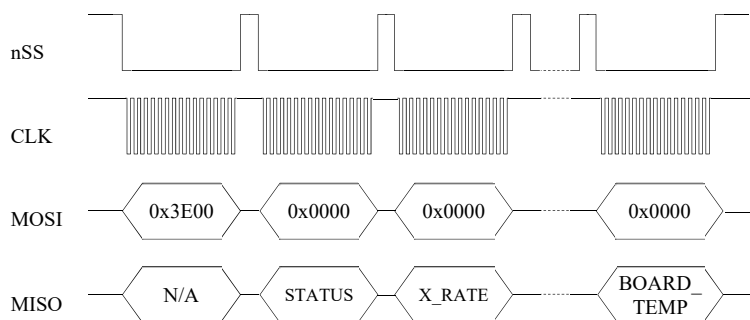 nSS
CLK
MOSI 0x3E00 0x0000 0x0000 0x0000
MISO N/A STATUS X_RATE BOARD_
TEMP